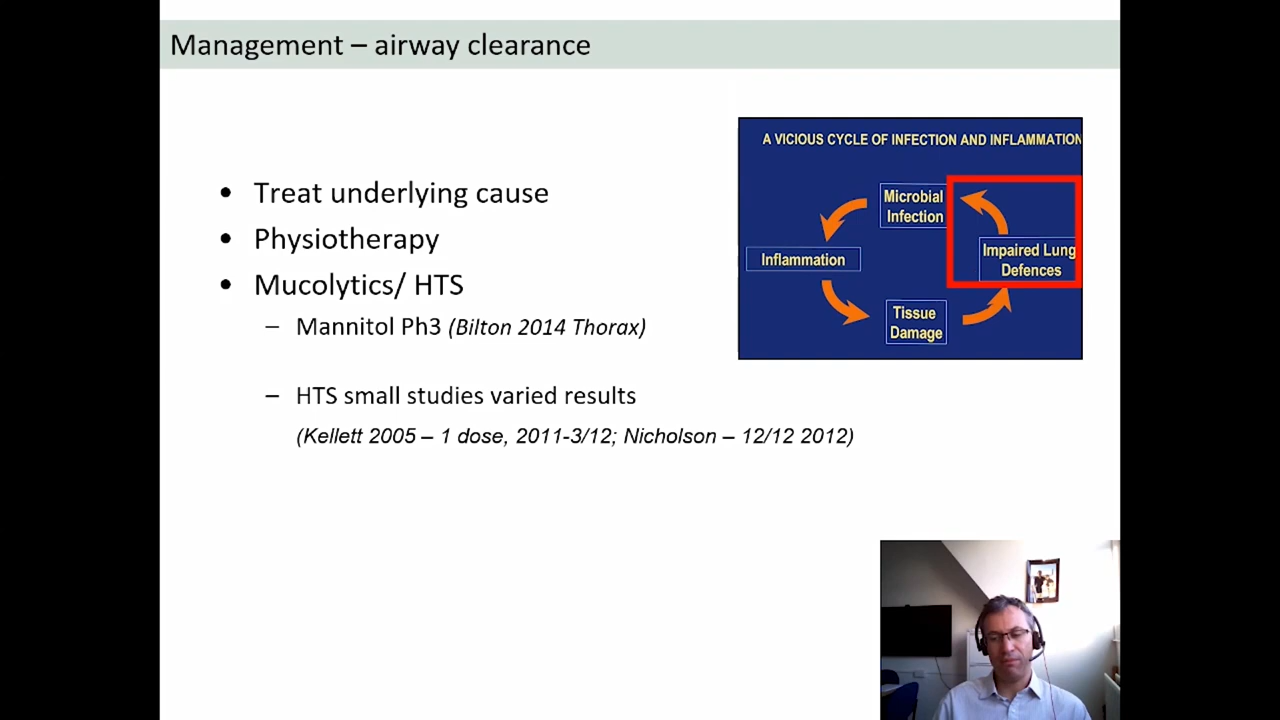 Management – airway clearance
• Treat underlying cause
• Physiotherapy
• Mucolytics/ HTS
– Mannitol Ph3 (Bilton 2014 Thorax)
– HTS small studies varied results
(Kellett 2005 – 1 dose, 2011-3/12; Nicholson – 12/12 2012)
A VICIOUS CYCLE OF INFECTION AND INFLAMMATION
Microbial
Infection
Impaired Lung
Defences
Inflammation
Tissue
Damage